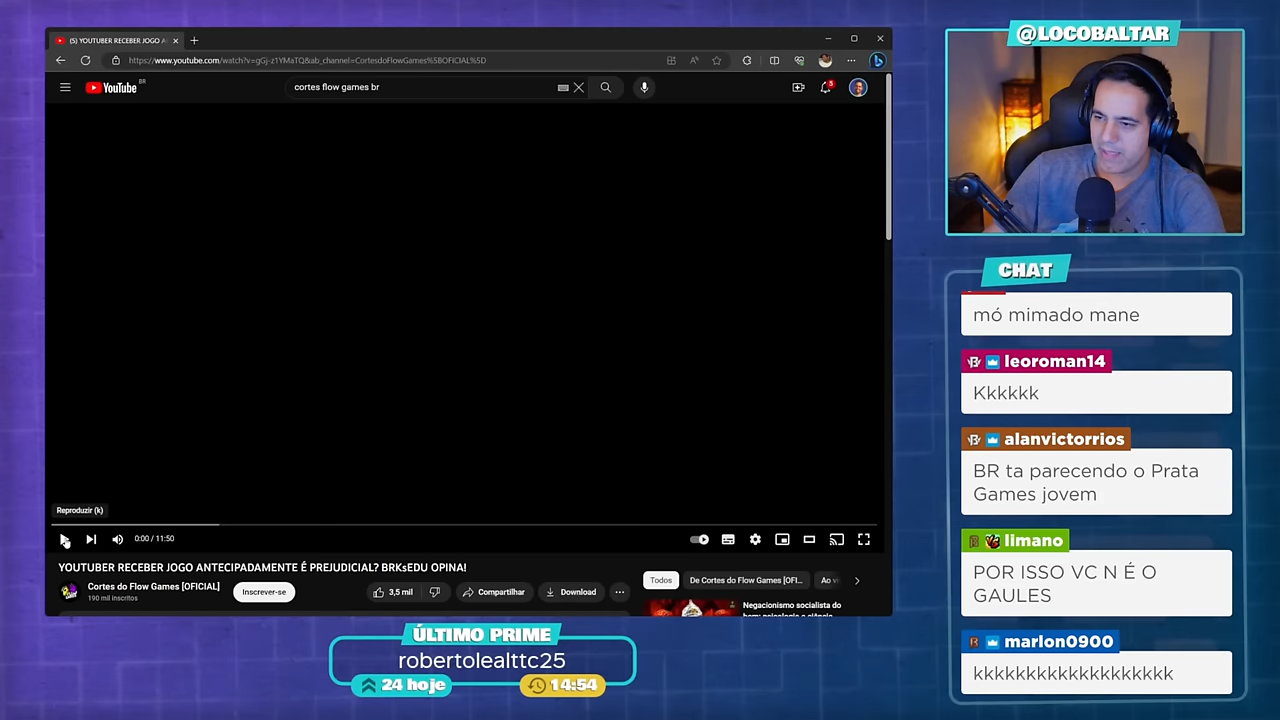 (5) YOUTUBER RECEBER JOGO A
https://www.youtube.com/watch?v=gGj-z1YMaTQ&ab_channel=CortesdoFlowGames%5BOFICIAL%5D
YouTube BR
cortes flow games br
5
Reproduzir (k)
0:00 / 11:50
YOUTUBER RECEBER JOGO ANTECIPADAMENTE É PREJUDICIAL? BRKsEDU OPINA!
Cortes do Flow Games [OFICIAL]
190 mil inscritos
Inscrever-se
3,5 mil
Compartilhar
Download
Todos
De Cortes do Flow Games [OFI...
Ao vi
Negacionismo socialista do
ÚLTIMO PRIME
robertolealttc25
24 hoje
14:54
@LOCOBALTAR
CHAT
mó mimado mane
leoroman14
Kkkkkk
alanvictorrios
BR ta parecendo o Prata
Games jovem
limano
POR ISSO VC N É O
GAULES
marlon0900
kkkkkkkkkkkkkkkkkkk